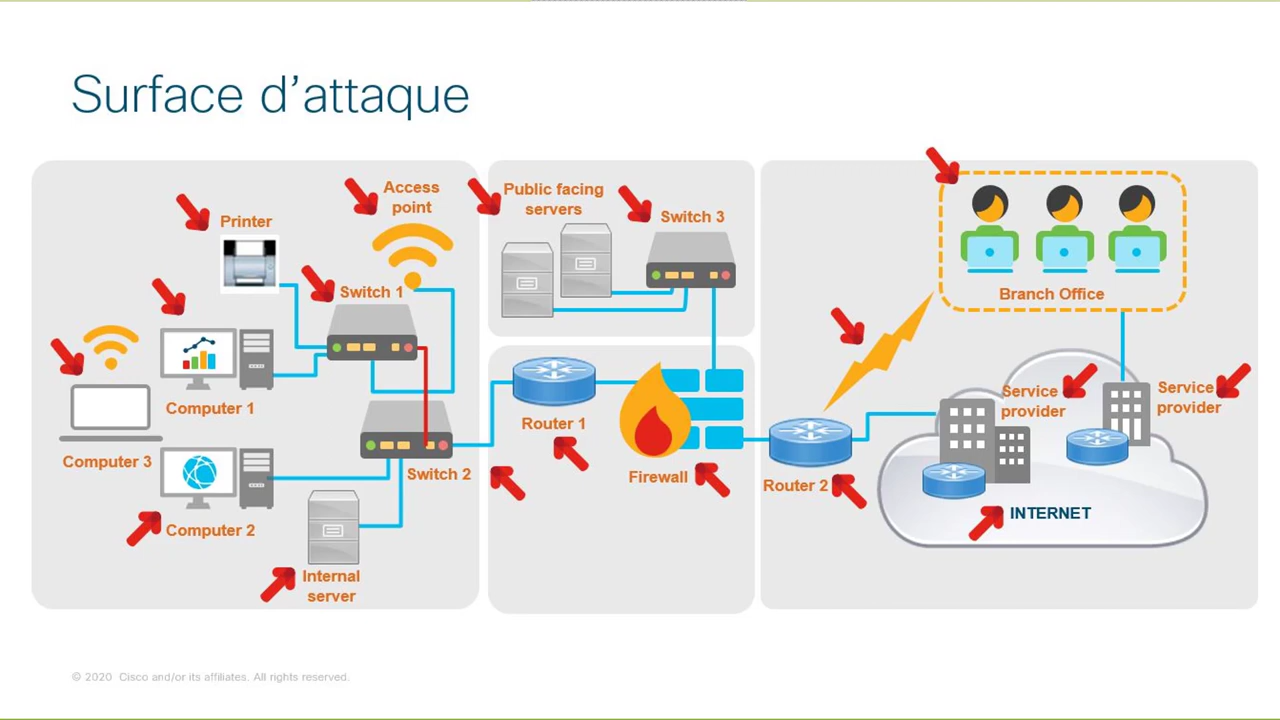 Surface d'attaque
Printer
Access
point
Switch 1
Computer 1
Computer 3
Computer 2
Switch 2
Internal
server
Public facing
servers
Switch 3
Router 1
Firewall
Router 2
Branch Office
Service
provider
Service
provider
INTERNET
© 2020 Cisco and/or its affiliates. All rights reserved.